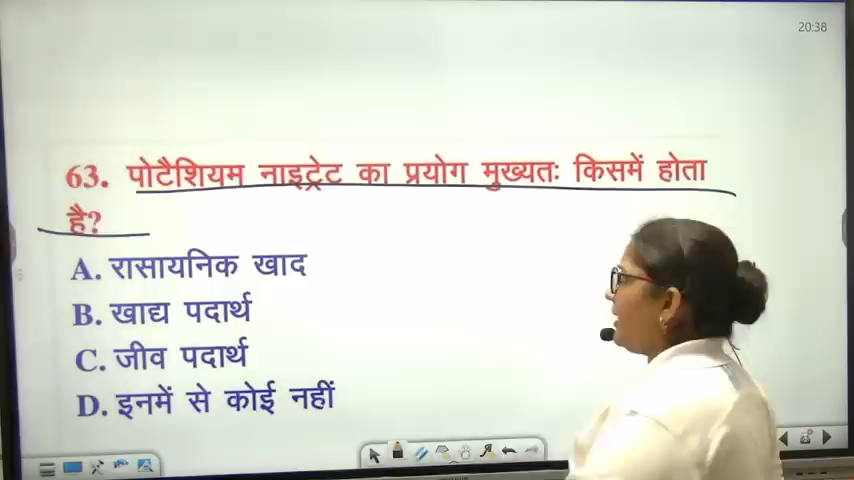 20:38
63. पोटैशियम नाइट्रेट का प्रयोग मुख्यतः किसमें होता
है?
A. रासायनिक खाद
B. खाद्य पदार्थ
C. जीव पदार्थ
D. इनमें से कोई नहीं